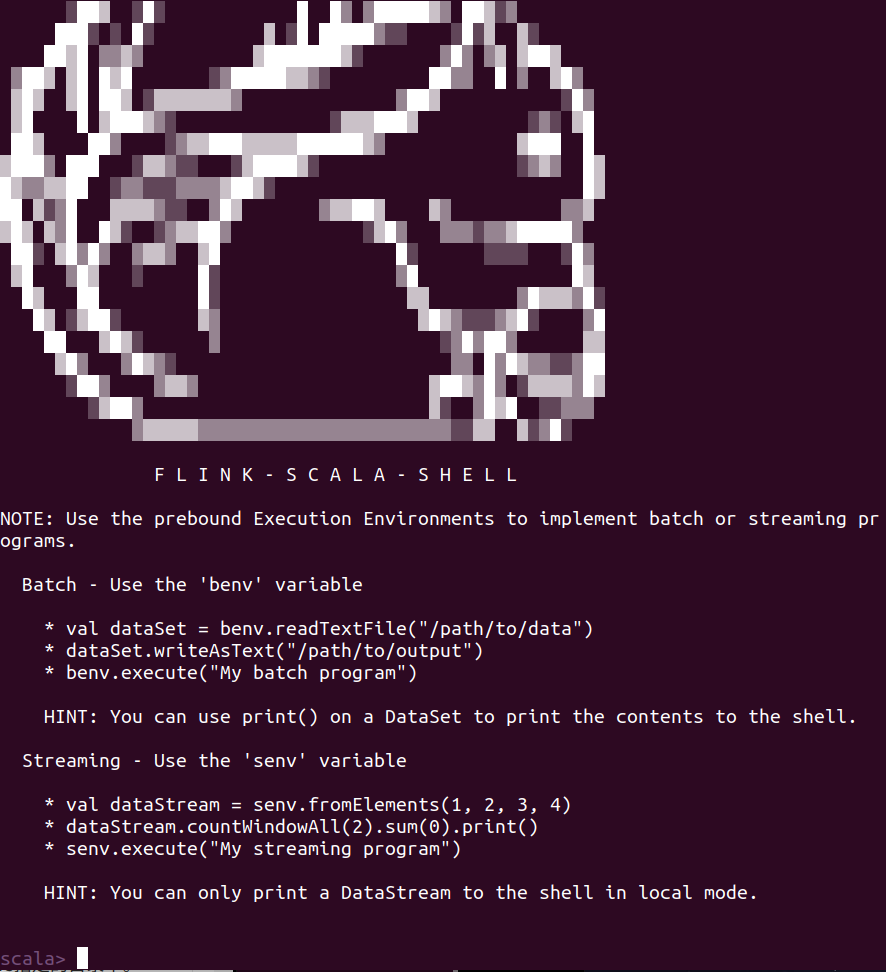 F L I N K - S C A L A - S H E L L
NOTE: Use the prebound Execution Environments to implement batch or streaming pr
ograms.
Batch - Use the 'benv' variable
* val dataSet = benv.readTextFile("/path/to/data")
* dataSet.writeAsText("/path/to/output")
* benv.execute("My batch program")
HINT: You can use print() on a DataSet to print the contents to the shell.
Streaming - Use the 'senv' variable
* val dataStream = senv.fromElements(1, 2, 3, 4)
* dataStream.countWindowAll(2).sum(0).print()
* senv.execute("My streaming program")
HINT: You can only print a DataStream to the shell in local mode.
scala>